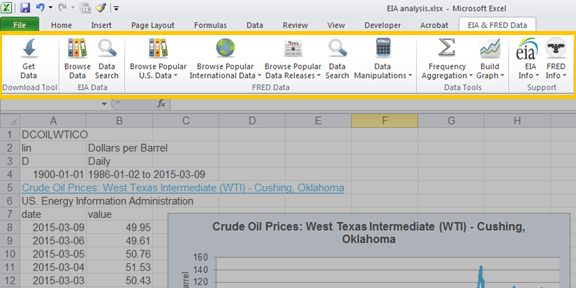 EIA analysis.xlsx - Microsoft Excel
File Home Insert Page Layout Formulas Data Review View Developer Acrobat EIA & FRED Data
Get Data
Browse Data
Data Search
Browse Popular U.S. Data
Browse Popular International Data
Browse Popular Data Releases
Data Search
Data Manipulations
Frequency Aggregation
Build Graph
EIA Info
FRED Info
Download Tool EIA Data FRED Data Data Tools Support
fx
A B C D E F G H
1 DCOILWTICO
2 lin Dollars per Barrel
3 D Daily
4 1900-01-01 1986-01-02 to 2015-03-09
5 Crude Oil Prices: West Texas Intermediate (WTI) - Cushing, Oklahoma
6 US. Energy Information Administration
7 date value
8 2015-03-09 49.95
9 2015-03-06 49.61
10 2015-03-05 50.76
11 2015-03-04 51.53
12 2015-03-03 50.43
Crude Oil Prices: West Texas Intermediate (WTI) - Cushing,
Oklahoma
160
140
120
100